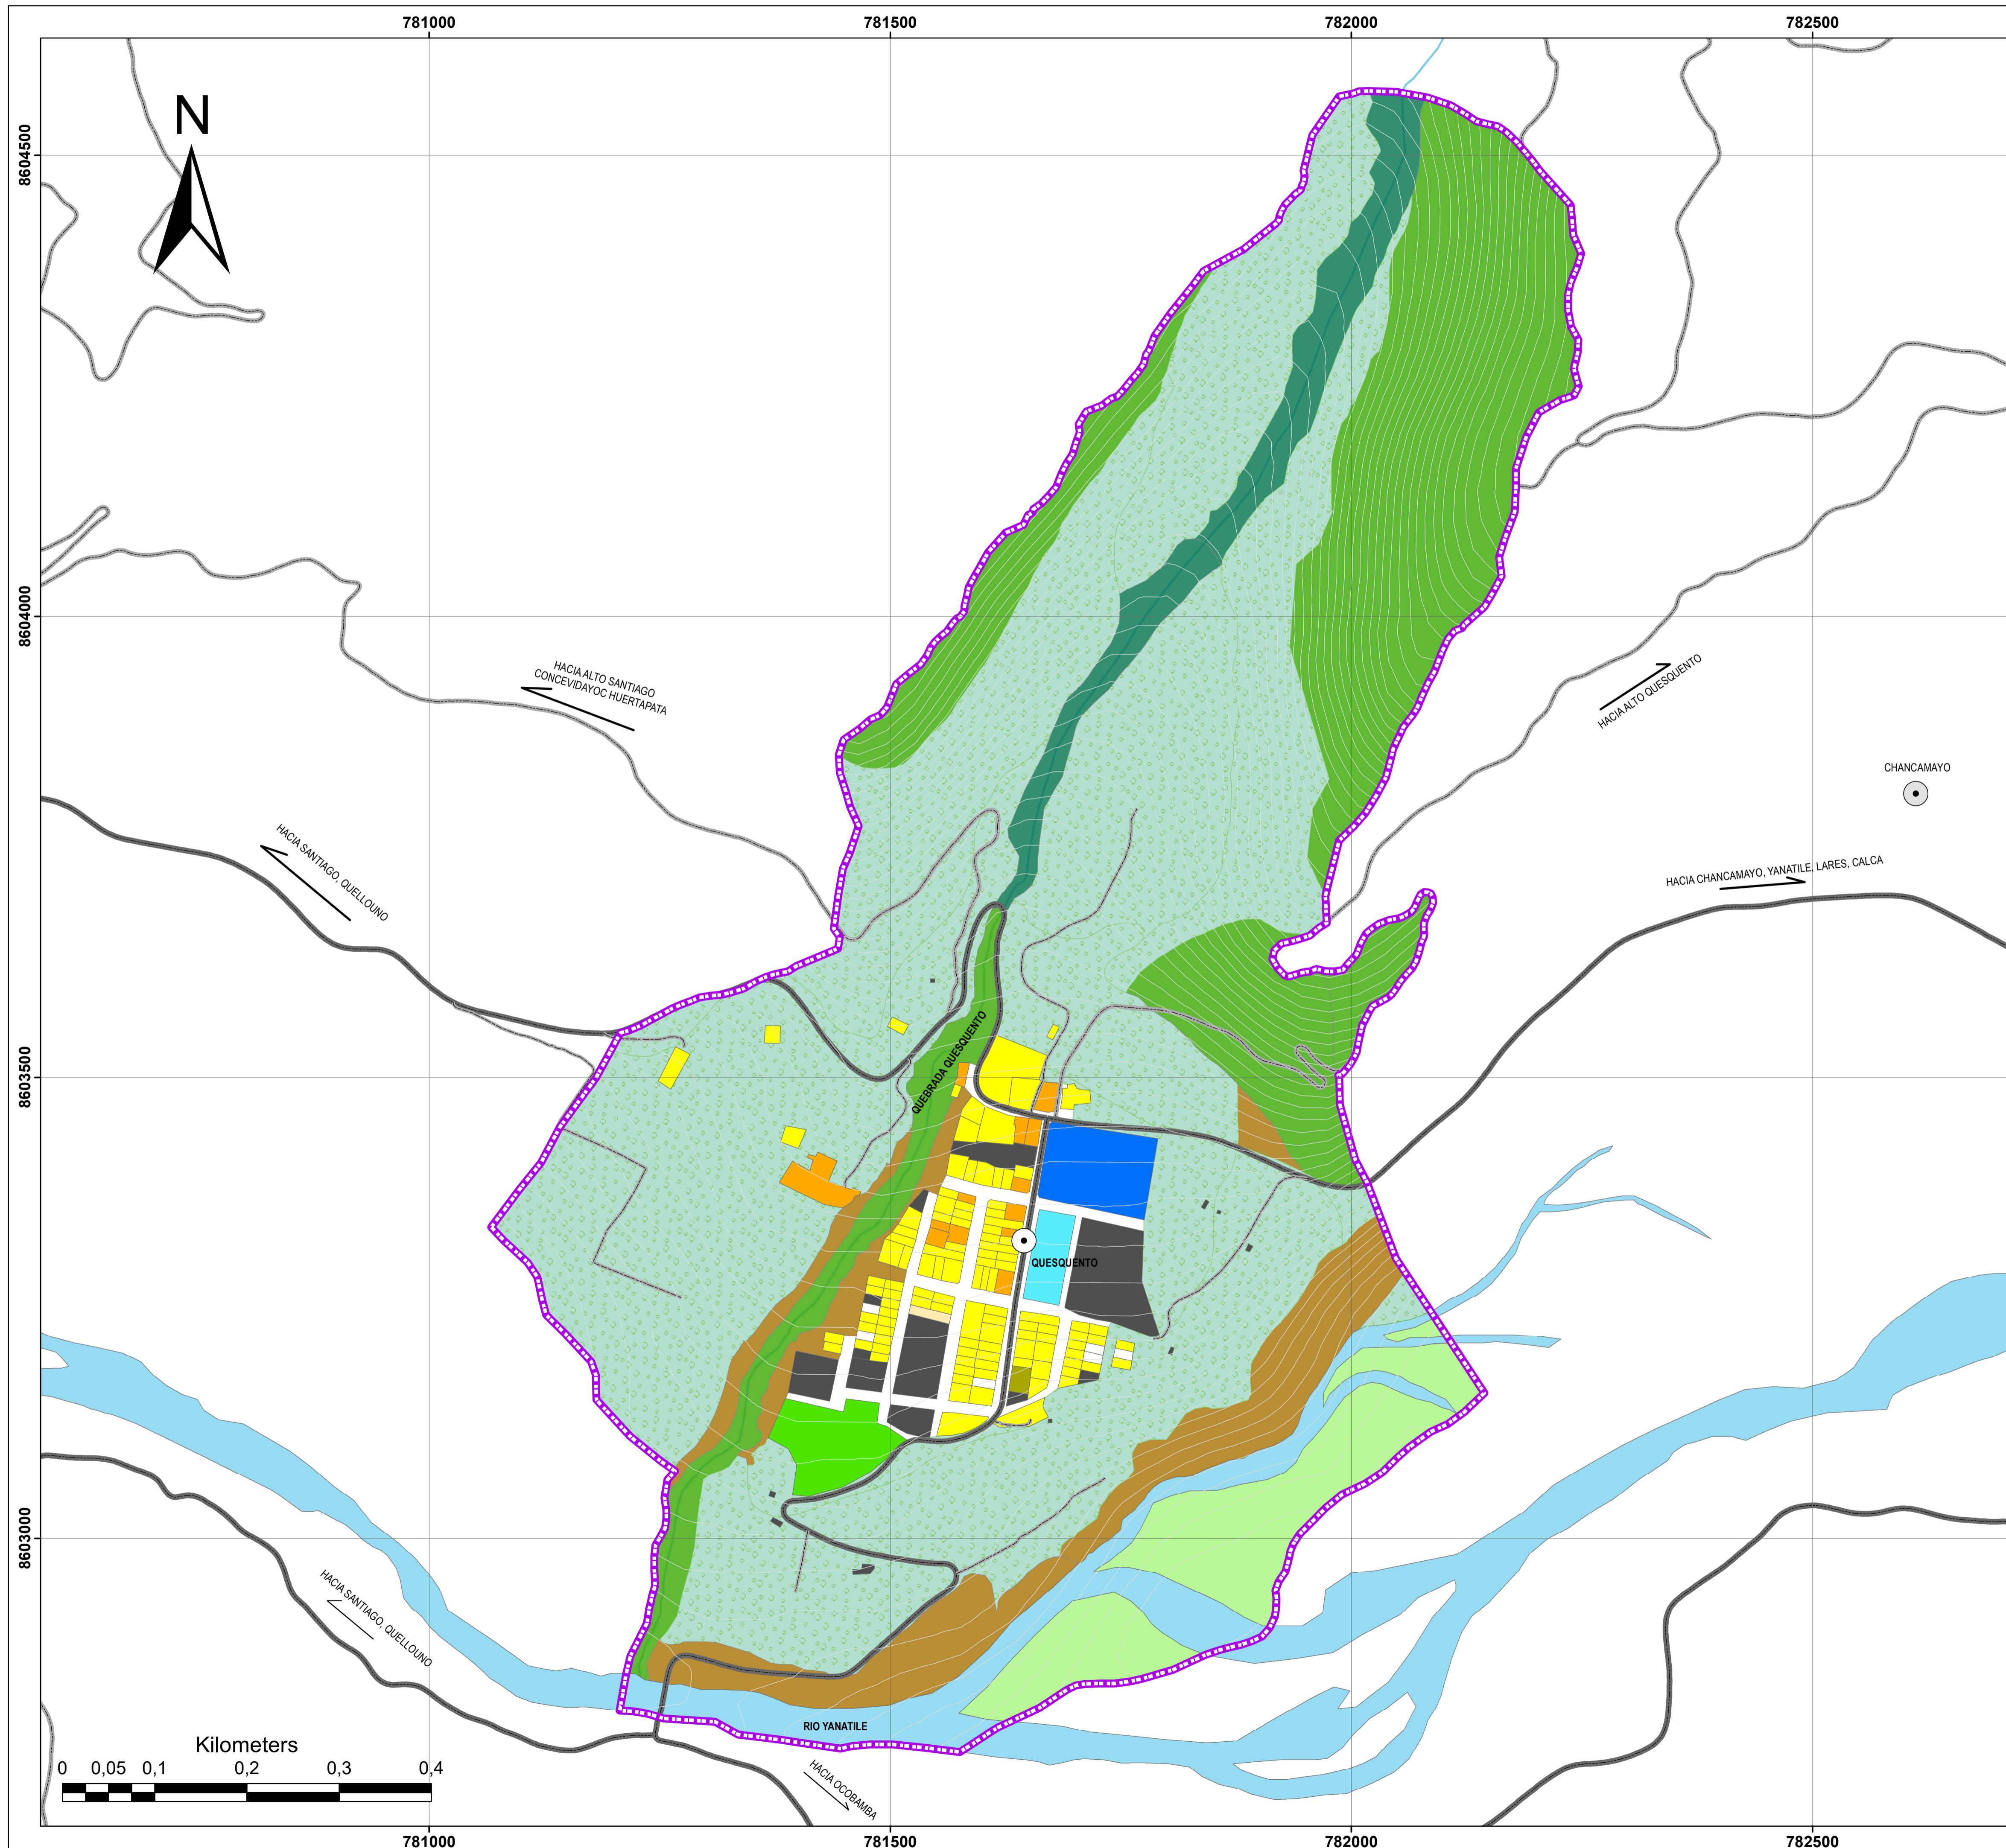 781000
781500
782000
782500
N
8604500
8604000
8603500
8603000
HACIA ALTO SANTIAGO
CONCEVIDAYOC HUERTAPATA
HACIA ALTO QUESQUENTO
CHANCAMAYO
HACIA SANTIAGO, QUELLOUNO
HACIA CHANCAMAYO, YANATILE, LARES, CALCA
QUEBRADA QUESQUENTO
QUESQUENTO
HACIA SANTIAGO, QUELLOUNO
RIO YANATILE
HACIA OCOBAMBA
Kilometers
0 0,05 0,1 0,2 0,3 0,4
781000
781500
782000
782500